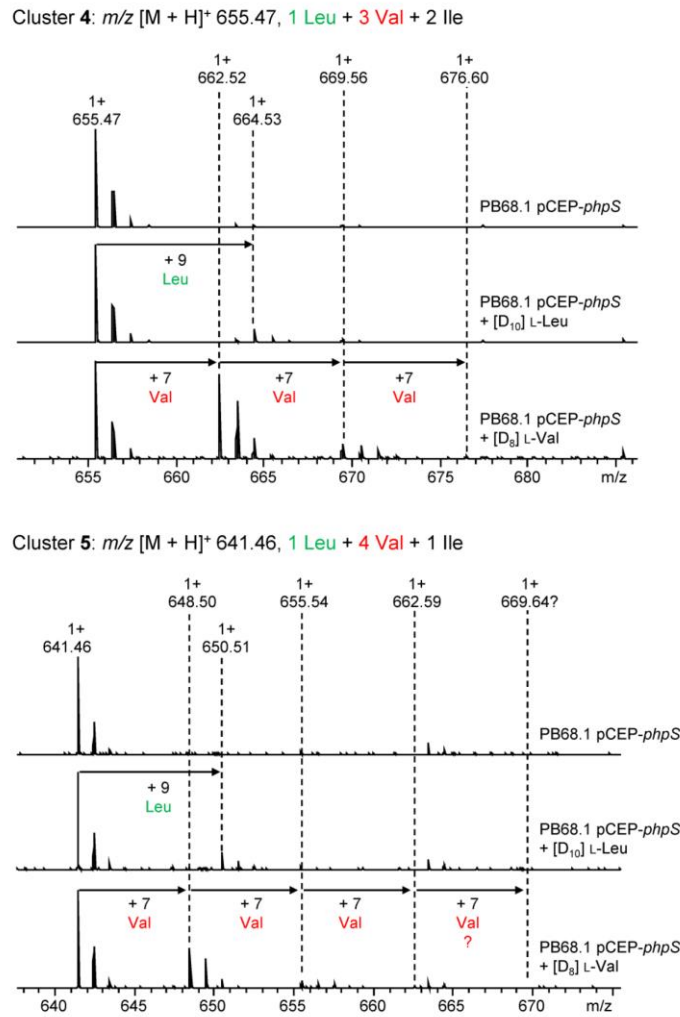 Cluster 4: m/z [M + H]+ 655.47, 1 Leu + 3 Val + 2 Ile
1+ 1+ 1+
662.52 669.56 676.60
1+ 1+
655.47 664.53
PB68.1 pCEP-phpS
+ 9
Leu
PB68.1 pCEP-phpS
+ [D10] L-Leu
+7 +7 +7
Val Val Val
PB68.1 pCEP-phpS
+ [D8] L-Val
655 660 665 670 675 680 m/z
Cluster 5: m/z [M + H]+ 641.46, 1 Leu + 4 Val + 1 Ile
1+ 1+ 1+ 1+
648.50 655.54 662.59 669.64?
1+ 1+
641.46 650.51
PB68.1 pCEP-phpS
+ 9
Leu
PB68.1 pCEP-phpS
+ [D10] L-Leu
+ 7 + 7 + 7 + 7
Val Val Val Val
?
PB68.1 pCEP-phpS
+ [D8] L-Val
640 645 650 655 660 665 670 m/z